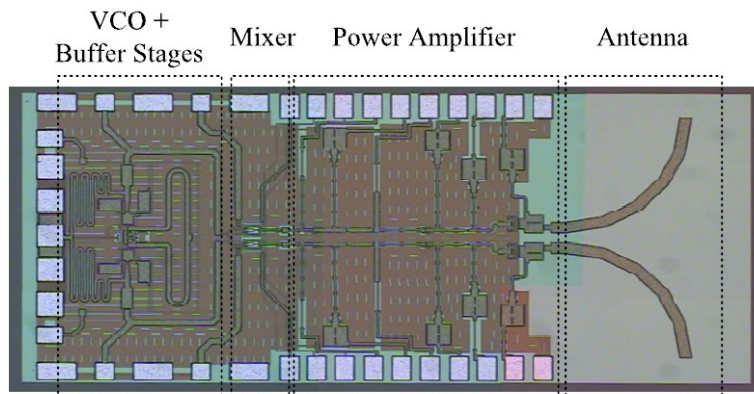 VCO +
Buffer Stages
Mixer
Power Amplifier
Antenna